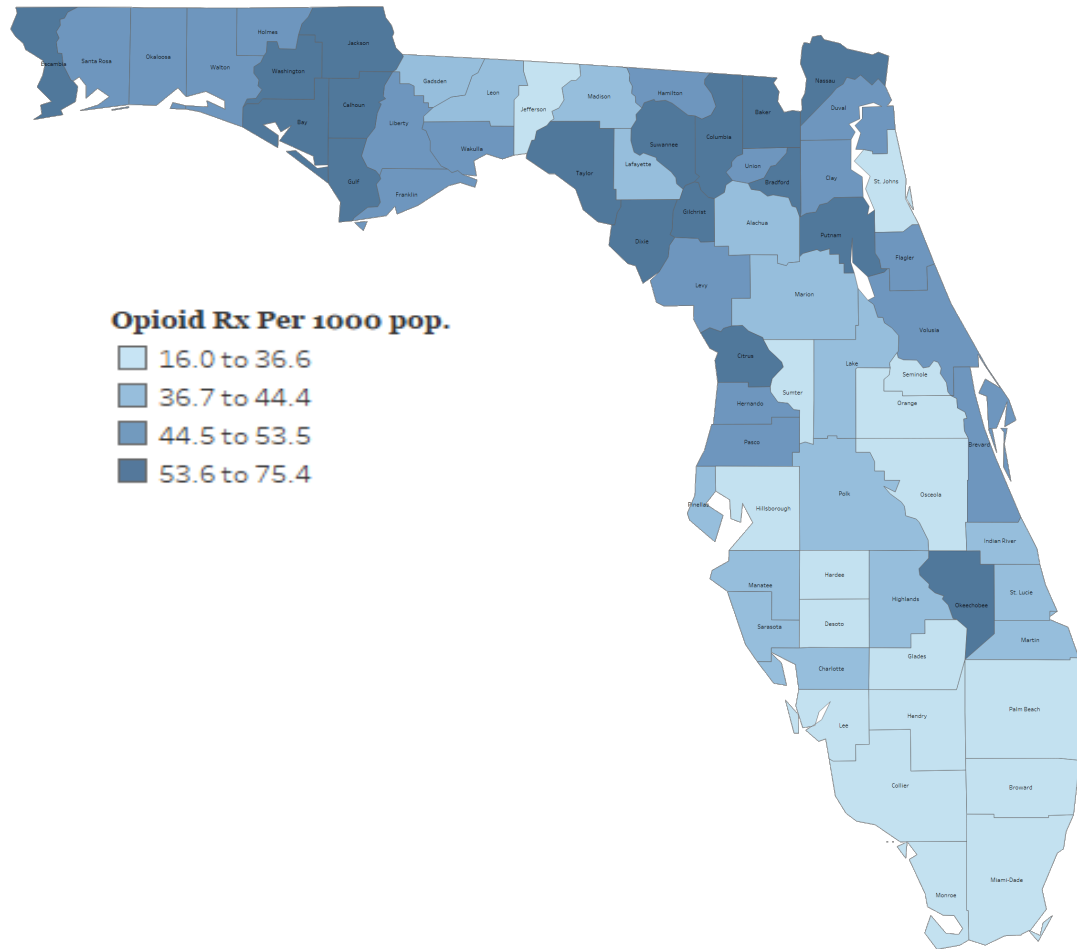 Holmes
Jackson
Escambia
Santa Rosa
Okaloosa
Walton
Washington
Gadsden
Leon
Jefferson
Madison
Hamilton
Nassau
Calhoun
Bay
Liberty
Columbia
Baker
Duval
Wakulla
Suwannee
Lafayette
Union
Taylor
Gulf
Franklin
Bradford
Clay
St. Johns
Gilchrist
Alachua
Putnam
Dixie
Flagler
Levy
Marion
Opioid Rx Per 1000 pop.
16.0 to 36.6
36.7 to 44.4
44.5 to 53.5
53.6 to 75.4
Volusia
Citrus
Lake
Seminole
Sumter
Hernando
Orange
Pasco
Brevard
Polk
Osceola
Pinellas
Hillsborough
Indian River
Hardee
Manatee
Highlands
Okeechobee
St. Lucie
Sarasota
Desoto
Martin
Charlotte
Glades
Palm Beach
Hendry
Lee
Collier
Broward
Miami-Dade
Monroe